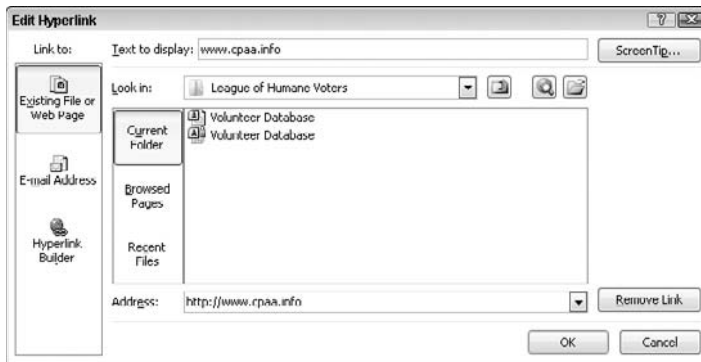 Edit Hyperlink
Link to:
Text to display: www.cpaa.info
ScreenTip...
Existing File or
Web Page
E-mail Address
Hyperlink
Builder
Look in:
League of Humane Voters
Current
Folder
Browsed
Pages
Recent
Files
Volunteer Database
Volunteer Database
Address: http://www.cpaa.info
Remove Link
OK
Cancel